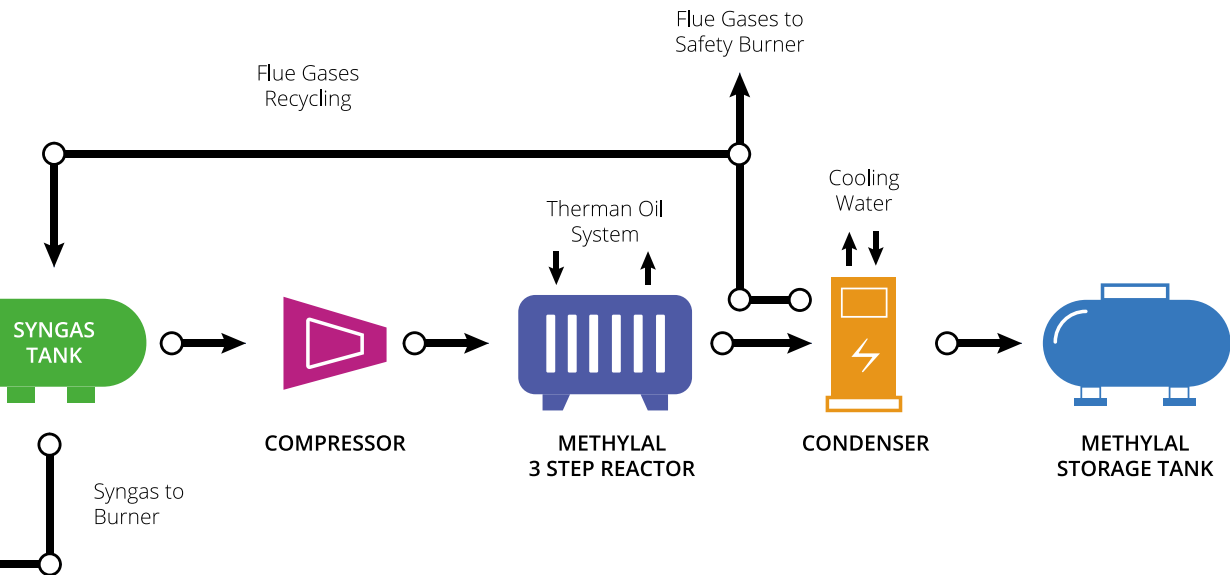 Flue Gases to
Safety Burner
Flue Gases
Recycling
Cooling
Water
Therman Oil
System
SYNGAS
TANK
COMPRESSOR
METHYLAL
3 STEP REACTOR
CONDENSER
METHYLAL
STORAGE TANK
Syngas to
Burner